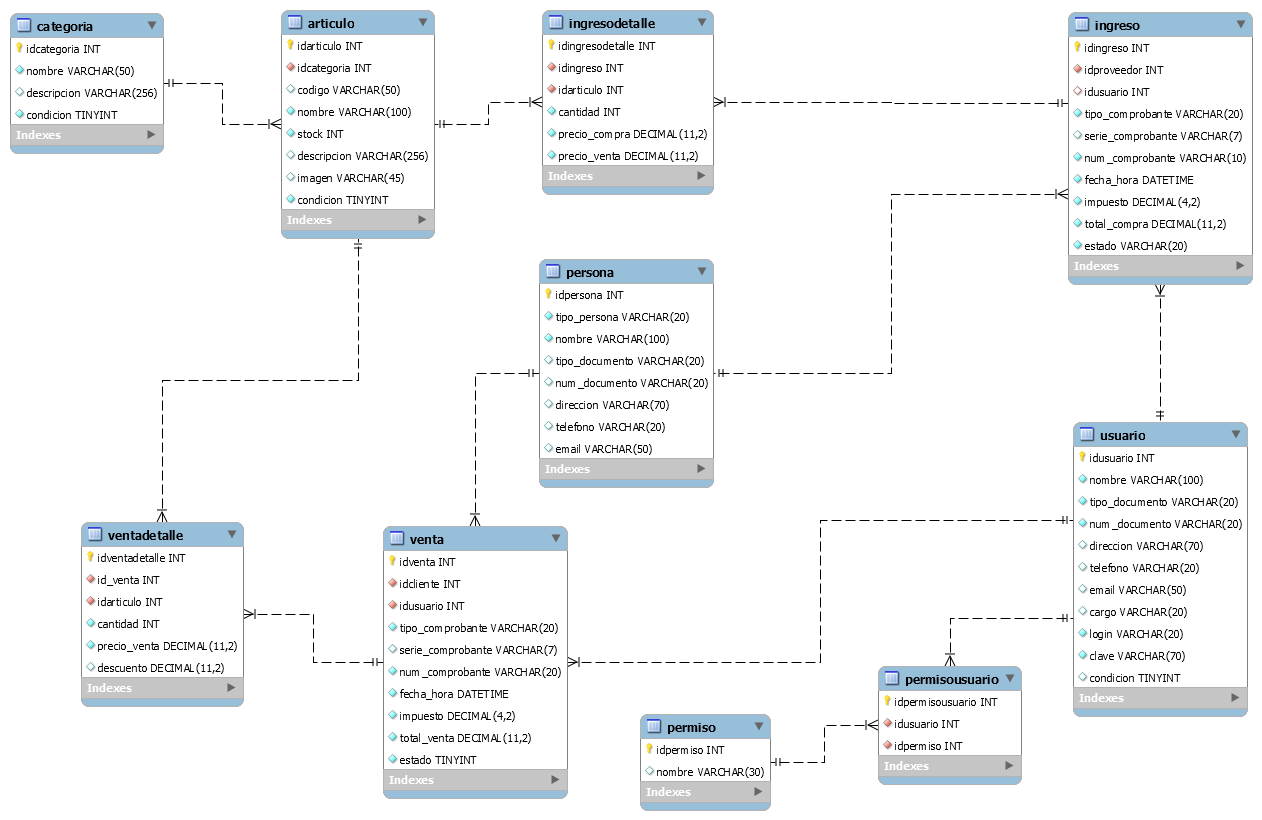 categoria
idcategoria INT
nombre VARCHAR(50)
descripcion VARCHAR(256)
condicion TINYINT
Indexes
articulo
idarticulo INT
idcategoria INT
codigo VARCHAR(50)
nombre VARCHAR(100)
stock INT
descripcion VARCHAR(256)
imagen VARCHAR(45)
condicion TINYINT
Indexes
ingresodetalle
idingresodetalle INT
idingreso INT
idarticulo INT
cantidad INT
precio_compra DECIMAL(11,2)
precio_venta DECIMAL(11,2)
Indexes
ingreso
idingreso INT
idproveedor INT
idusuario INT
tipo_comprobante VARCHAR(20)
serie_comprobante VARCHAR(7)
num_comprobante VARCHAR(10)
fecha_hora DATETIME
impuesto DECIMAL(4,2)
total_compra DECIMAL(11,2)
estado VARCHAR(20)
Indexes
persona
idpersona INT
tipo_persona VARCHAR(20)
nombre VARCHAR(100)
tipo_documento VARCHAR(20)
num_documento VARCHAR(20)
direccion VARCHAR(70)
telefono VARCHAR(20)
email VARCHAR(50)
Indexes
usuario
idusuario INT
nombre VARCHAR(100)
tipo_documento VARCHAR(20)
num_documento VARCHAR(20)
direccion VARCHAR(70)
telefono VARCHAR(20)
email VARCHAR(50)
cargo VARCHAR(20)
login VARCHAR(20)
clave VARCHAR(70)
condicion TINYINT
Indexes
ventadetalle
idventadetalle INT
id_venta INT
idarticulo INT
cantidad INT
precio_venta DECIMAL(11,2)
descuento DECIMAL(11,2)
Indexes
venta
idventa INT
idcliente INT
idusuario INT
tipo_comprobante VARCHAR(20)
serie_comprobante VARCHAR(7)
num_comprobante VARCHAR(20)
fecha_hora DATETIME
impuesto DECIMAL(4,2)
total_venta DECIMAL(11,2)
estado TINYINT
Indexes
permiso
idpermiso INT
nombre VARCHAR(30)
Indexes
permisousuario
idpermisousuario INT
idusuario INT
idpermiso INT
Indexes